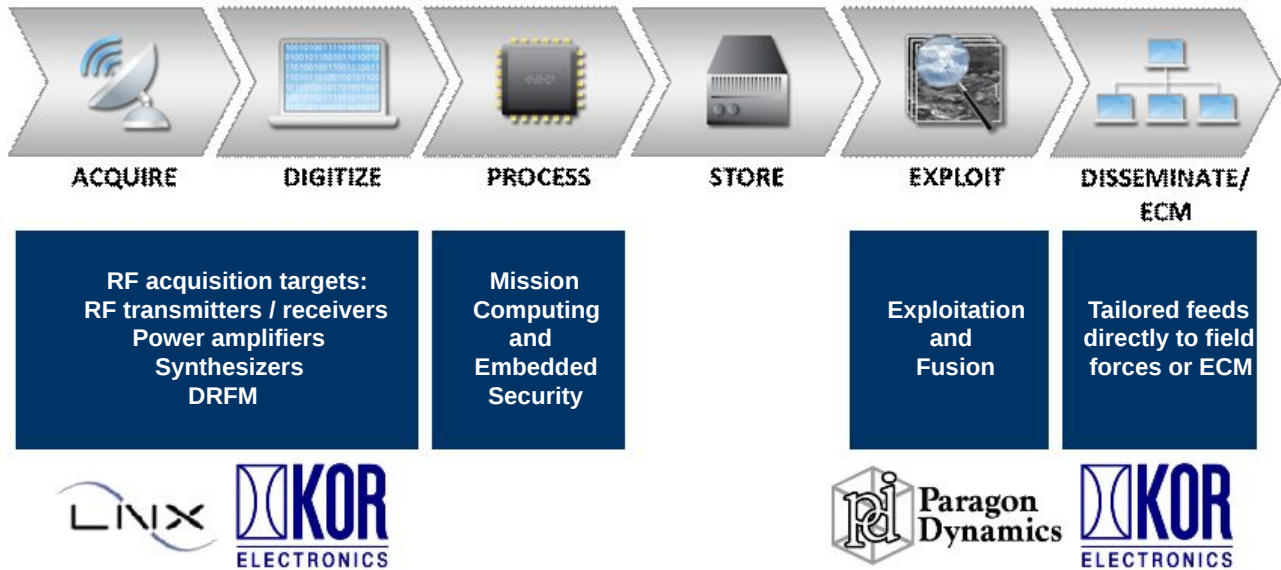 ACQUIRE
DIGITIZE
PROCESS
STORE
EXPLOIT
DISSEMINATE/
ECM
RF acquisition targets:
RF transmitters / receivers
Power amplifiers
Synthesizers
DRFM
Mission
Computing
and
Embedded
Security
Exploitation
and
Fusion
Tailored feeds
directly to field
forces or ECM
LNX
KOR
ELECTRONICS
pdi
Paragon
Dynamics
KOR
ELECTRONICS